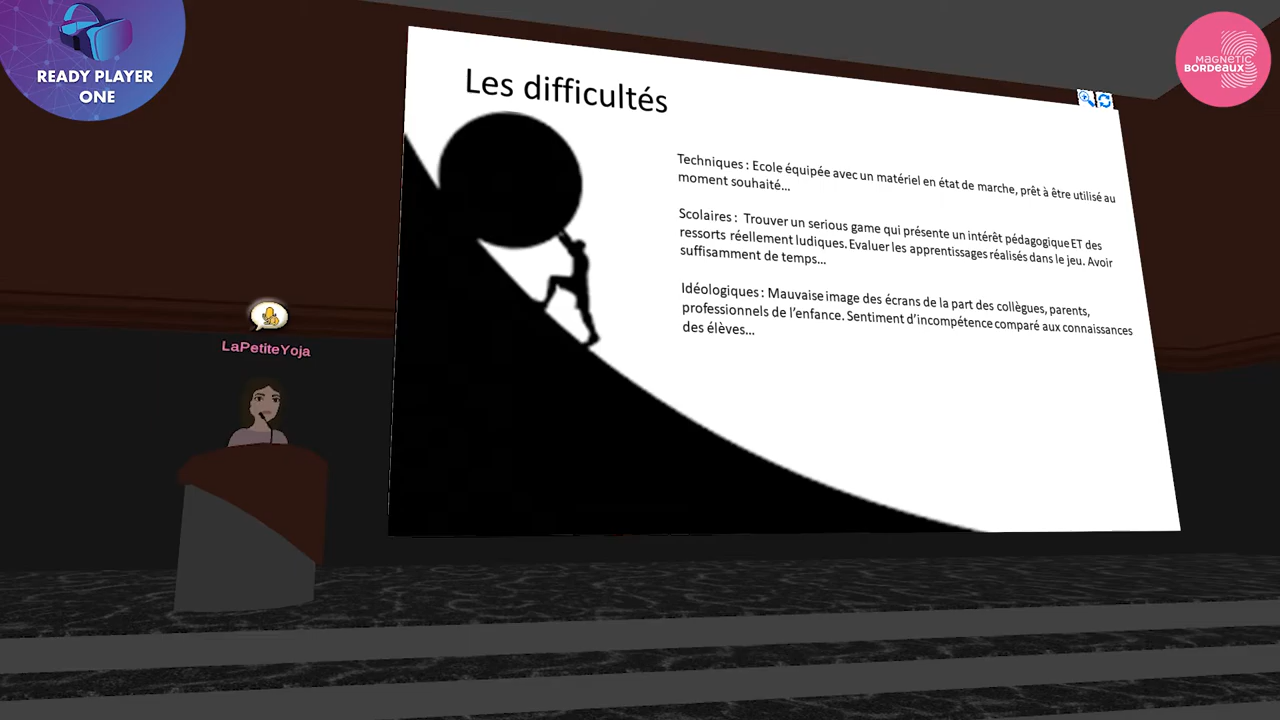 READY PLAYER
ONE
MAGNETIC
BORDEAUX
Les difficultés
Techniques : Ecole équipée avec un matériel en état de marche, prêt à être utilisé au
moment souhaité...
Scolaires : Trouver un serious game qui présente un intérêt pédagogique ET des
ressorts réellement ludiques. Evaluer les apprentissages réalisés dans le jeu. Avoir
suffisamment de temps...
Idéologiques : Mauvaise image des écrans de la part des collègues, parents,
professionnels de l'enfance. Sentiment d'incompétence comparé aux connaissances
des élèves...
LaPetiteYoja